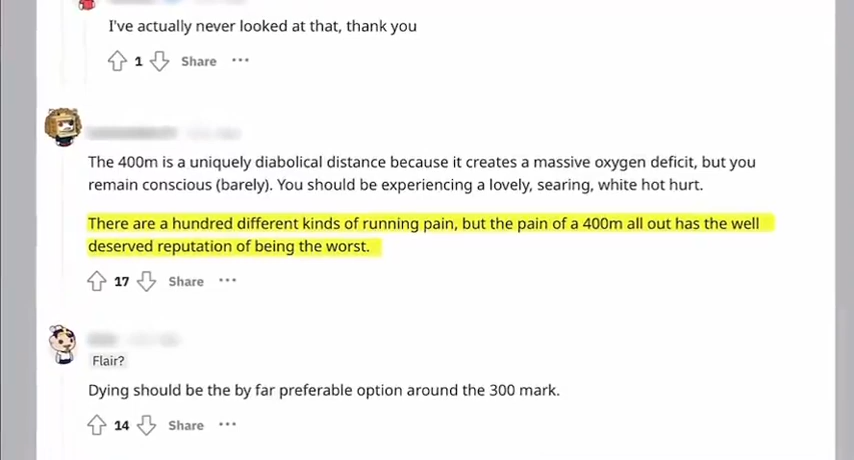 I've actually never looked at that, thank you
1 Share ...
The 400m is a uniquely diabolical distance because it creates a massive oxygen deficit, but you
remain conscious (barely). You should be experiencing a lovely, searing, white hot hurt.
There are a hundred different kinds of running pain, but the pain of a 400m all out has the well
deserved reputation of being the worst.
17 Share ...
Flair?
Dying should be the by far preferable option around the 300 mark.
14 Share ...